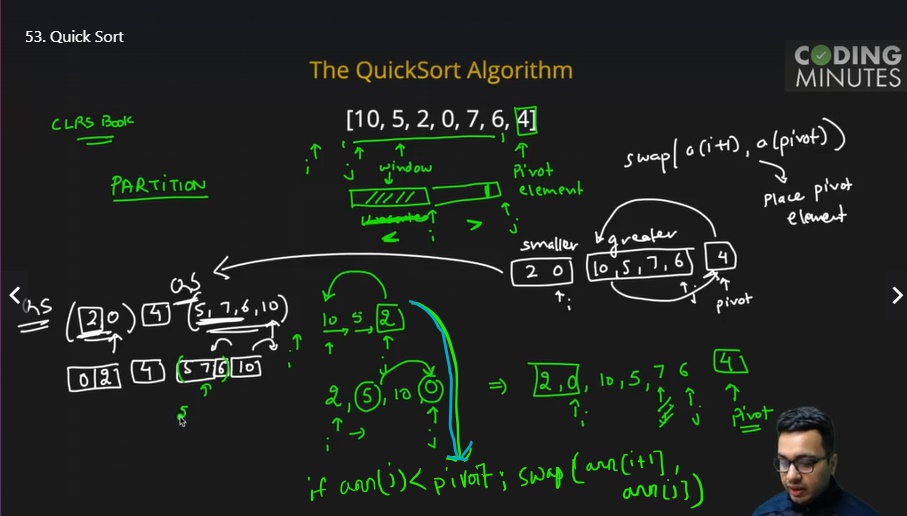 53. Quick Sort
CODING
MINUTES
The QuickSort Algorithm
CLRS Book
[10, 5, 2, 0, 7, 6, 4]
swap(a(i+1), a(pivot))
i
j
window
Pivot
element
PARTITION
Place pivot
element
<
i
>
j
smaller
greater
2 0
10, 5, 7, 6
4
i
j
pivot
QS
QS
(2 0) 4 (5, 7, 6, 10)
10 5 2
i
j
0 2 4 (5 7 6) 10
5
2, 5, 10 0
i
j
⇒ 2, 0, 10, 5, 7 6 4
i
j
Pivot
if arr(j) < pivot; swap(arr[i+1],
arr[j])